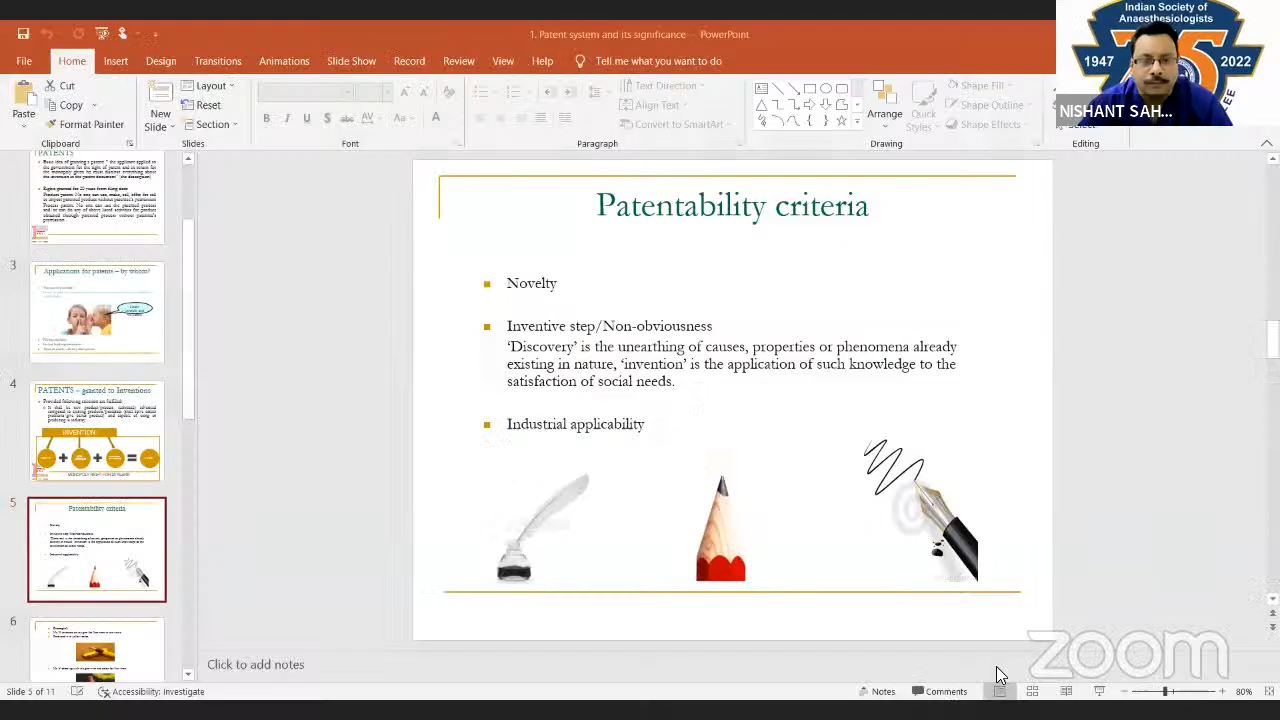 1. Patent system and its significance – PowerPoint
File Home Insert Design Transitions Animations Slide Show Record Review View Help Tell me what you want to do
Indian Society of
Anaesthesiologists
1947 2022
NISHANT SAH...
Paste
Cut
Copy
Format Painter
Clipboard
New
Slide
Layout
Reset
Section
Slides
B I U S
Font
Text Direction
Align Text
Convert to SmartArt
Paragraph
Arrange
Quick
Styles
Shape Fill
Shape Outline
Shape Effects
Drawing
Select
Editing
PATENTS
3
Applications for patents – by whom?
4
PATENTS – granted to Inventions
INVENTION
5
Patentability criteria
6
Patentability criteria
Novelty
Inventive step/Non-obviousness
‘Discovery’ is the unearthing of causes, properties or phenomena already
existing in nature, ‘invention’ is the application of such knowledge to the
satisfaction of social needs.
Industrial applicability
Click to add notes
zoom
Slide 5 of 11 Accessibility: Investigate Notes Comments 80%